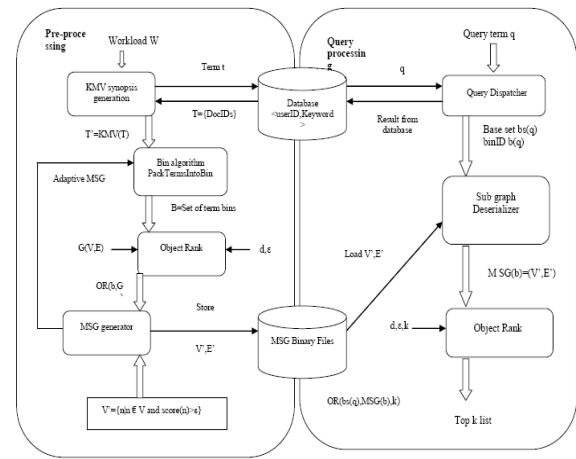 Pre-proce
ssing
Workload W
KMV synopsis
generation
Term t
T={DocIDs}
T'=KMV(T)
Bin algorithm
PackTermsIntoBin
Adaptive MSG
B=Set of term bins
G(V,E)
Object Rank
d,ε
OR(b,G
MSG generator
Store
V',E'
V'={n|n € V and score(n)>ε}
Database
<userID,Keyword
>
MSG Binary Files
Query
processin
g
Query term q
q
Query Dispatcher
Result from
database
Base set bs(q)
binID b(q)
Sub graph
Deserializer
Load V',E'
M SG(b)=(V',E')
d,ε,k
Object Rank
OR(bs(q),MSG(b),k)
Top k list